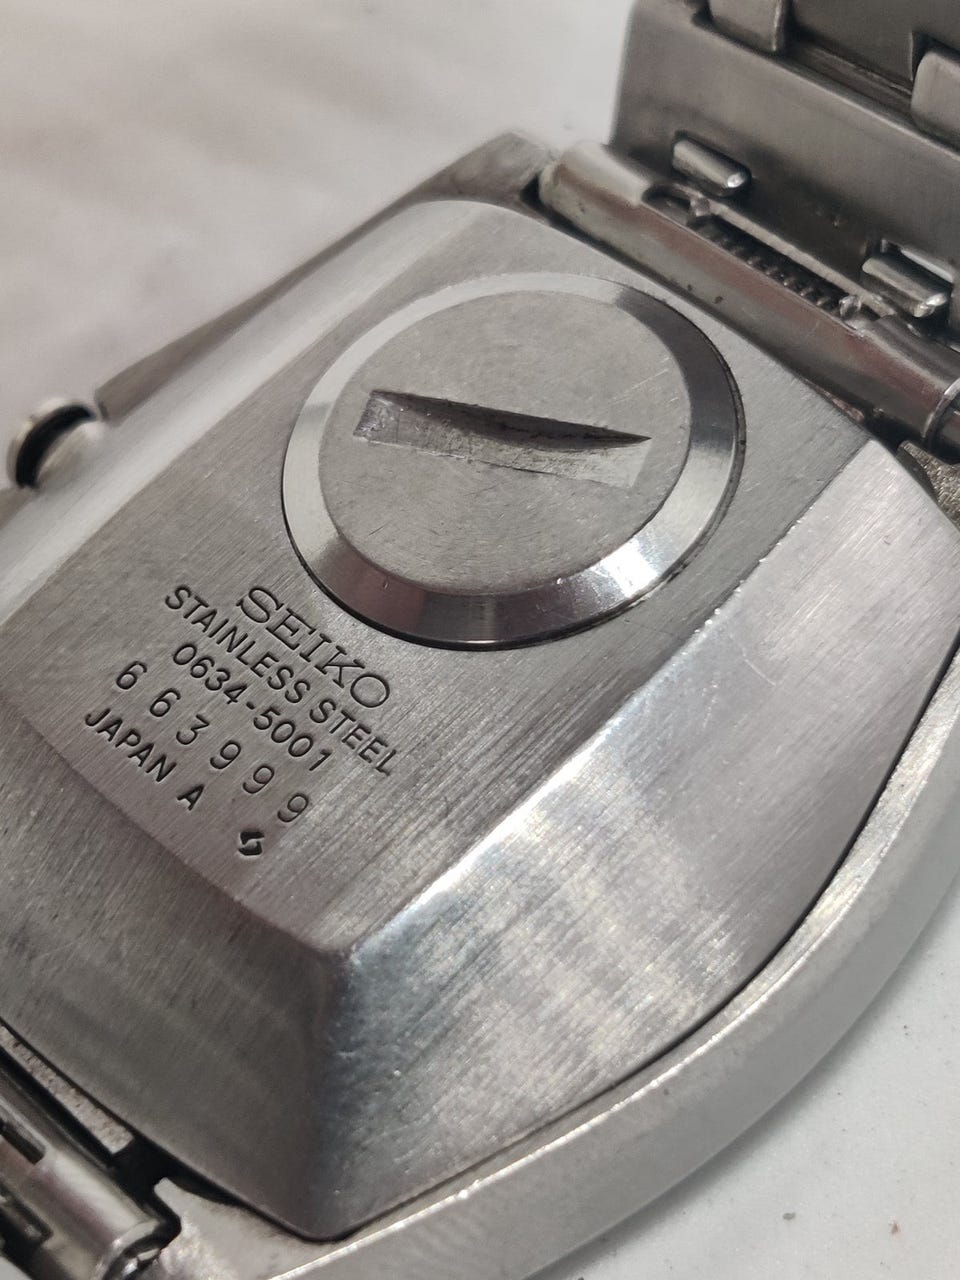 SEIKO
STAINLESS STEEL
0634-5001
663999
JAPAN A